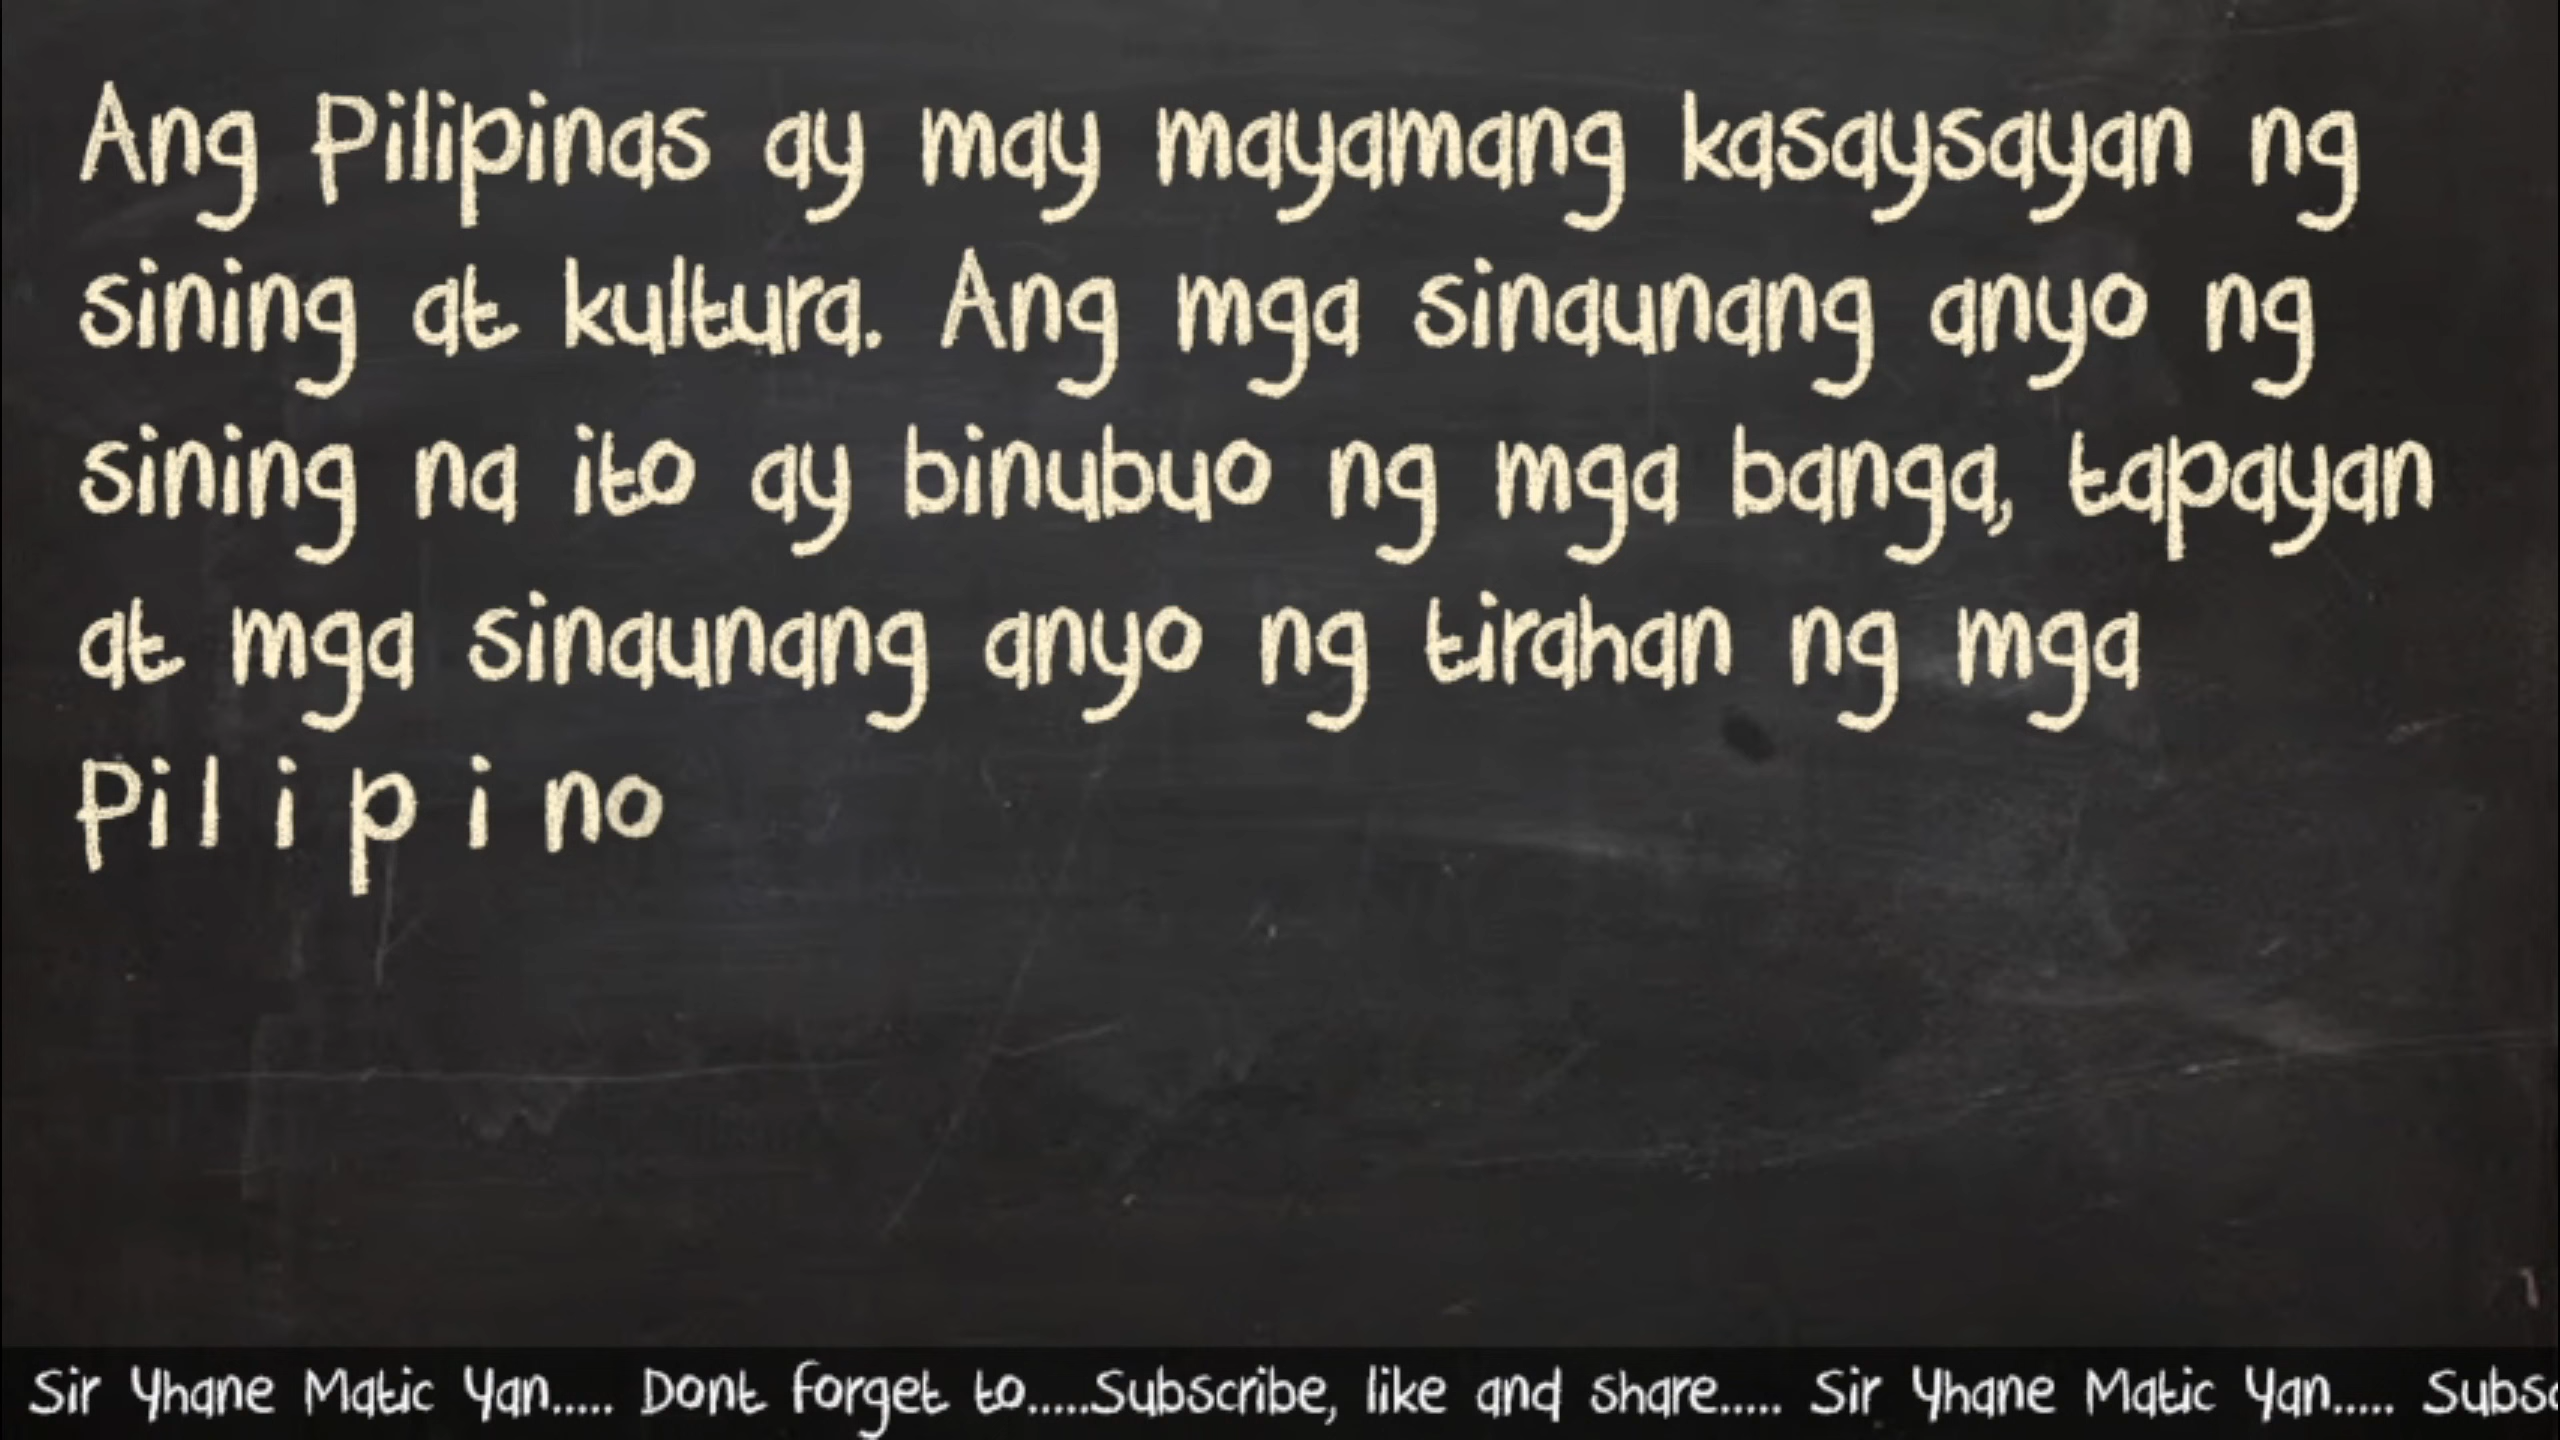 Ang Pilipinas ay may mayamang kasaysayan ng
sining at kultura. Ang mga sinaunang anyo ng
sining na ito ay binubuo ng mga banga, tapayan
at mga sinaunang anyo ng tirahan ng mga
Pil i p i no
Sir Yhane Matic Yan..... Dont forget to.....Subscribe, like and share..... Sir Yhane Matic Yan.....